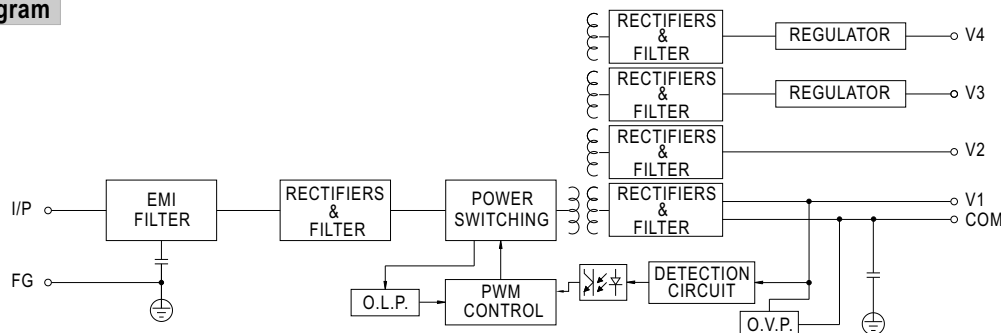 gram
RECTIFIERS
&
FILTER
REGULATOR
V4
RECTIFIERS
&
FILTER
REGULATOR
V3
RECTIFIERS
&
FILTER
V2
I/P
EMI
FILTER
RECTIFIERS
&
FILTER
POWER
SWITCHING
RECTIFIERS
&
FILTER
V1
COM
FG
O.L.P.
PWM
CONTROL
DETECTION
CIRCUIT
O.V.P.